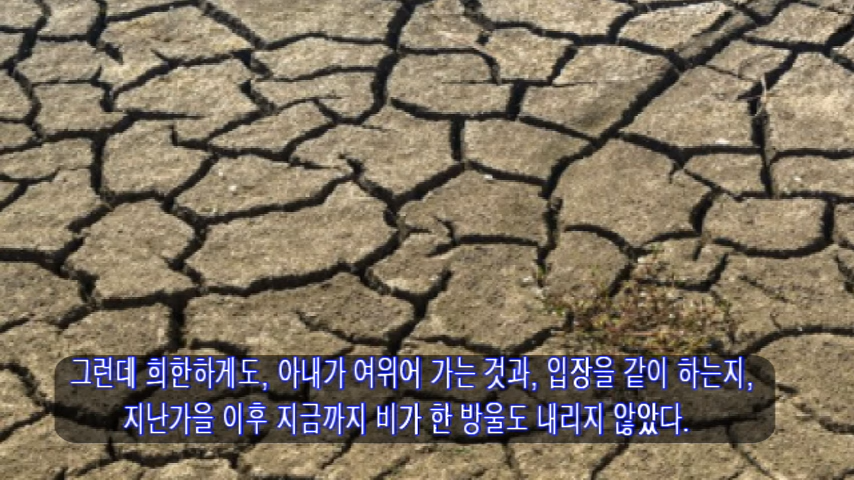 그런데 희한하게도, 아내가 여위어 가는 것과, 입장을 같이 하는지,
지난가을 이후 지금까지 비가 한 방울도 내리지 않았다.